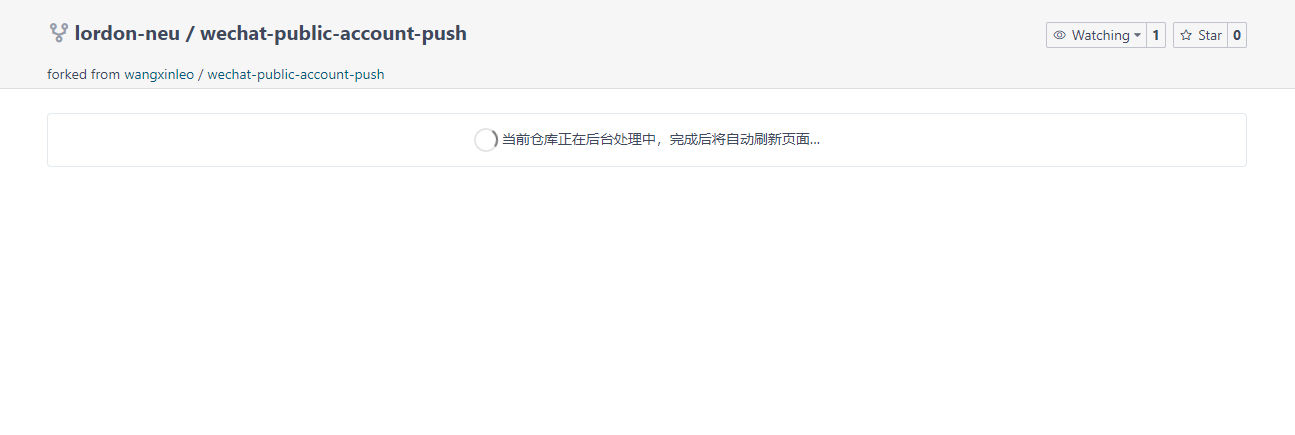 lordon-neu / wechat-public-account-push
Watching 1 Star 0
forked from wangxinleo / wechat-public-account-push
当前仓库正在后台处理中，完成后将自动刷新页面...